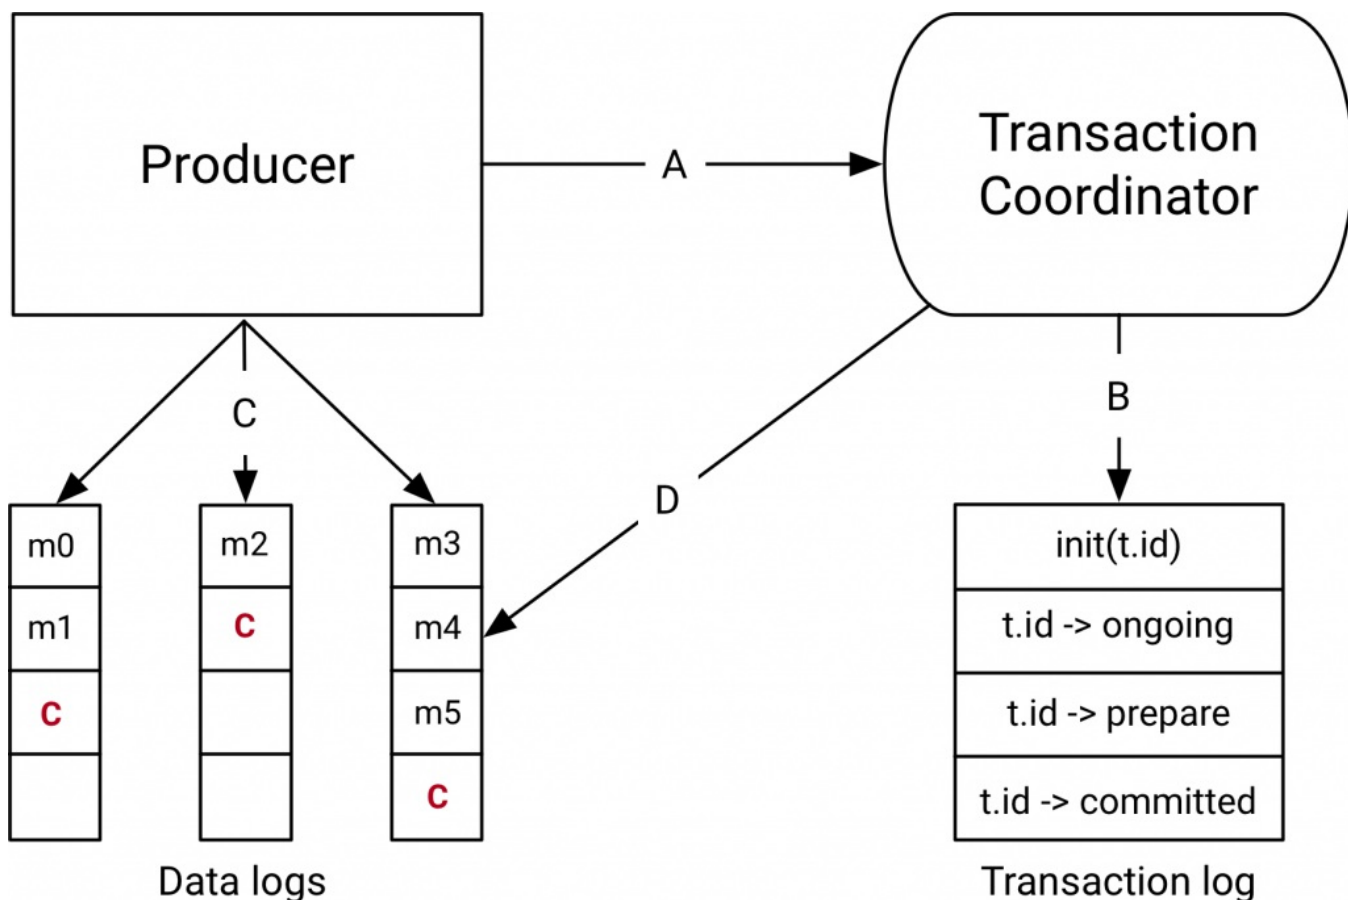 Producer
A
Transaction
Coordinator
C
B
D
m0
m2
m3
init(t.id)
m1
C
m4
t.id -> ongoing
C
m5
t.id -> prepare
C
t.id -> committed
Data logs
Transaction log